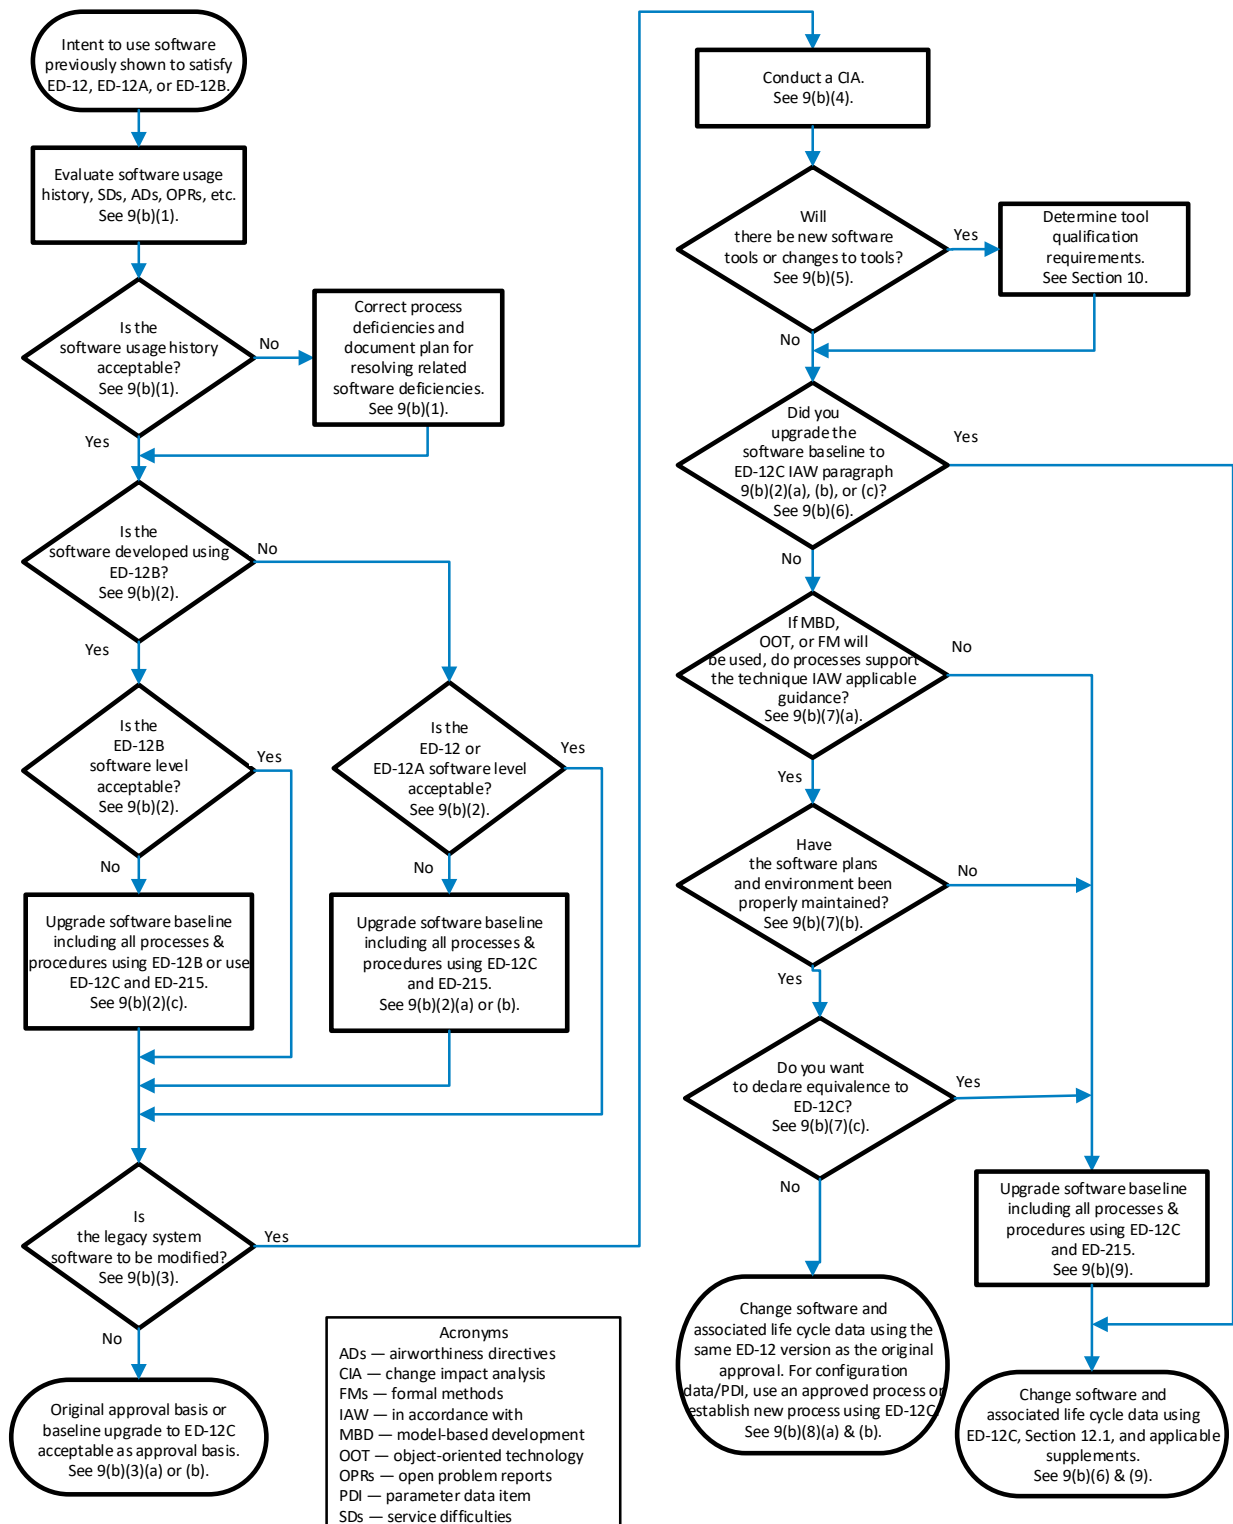 Intent to use software
previously shown to satisfy
ED-12, ED-12A, or ED-12B.
Evaluate software usage
history, SDs, ADs, OPRs, etc.
See 9(b)(1).
Is the
software usage history
acceptable?
See 9(b)(1).
No
Correct process
deficiencies and
document plan for
resolving related
software deficiencies.
See 9(b)(1).
Yes
Is the
software developed using
ED-12B?
See 9(b)(2).
No
Yes
Is the
ED-12B
software level
acceptable?
See 9(b)(2).
Yes
Is the
ED-12 or
ED-12A software level
acceptable?
See 9(b)(2).
Yes
No
No
Upgrade software baseline
including all processes &
procedures using ED-12B or use
ED-12C and ED-215.
See 9(b)(2)(c).
Upgrade software baseline
including all processes &
procedures using ED-12C
and ED-215.
See 9(b)(2)(a) or (b).
Is
the legacy system
software to be modified?
See 9(b)(3).
Yes
No
Original approval basis or
baseline upgrade to ED-12C
acceptable as approval basis.
See 9(b)(3)(a) or (b).
Acronyms
ADs — airworthiness directives
CIA — change impact analysis
FMs — formal methods
IAW — in accordance with
MBD — model-based development
OOT — object-oriented technology
OPRs — open problem reports
PDI — parameter data item
SDs — service difficulties
Conduct a CIA.
See 9(b)(4).
Will
there be new software
tools or changes to tools?
See 9(b)(5).
Yes
Determine tool
qualification
requirements.
See Section 10.
No
Did you
upgrade the
software baseline to
ED-12C IAW paragraph
9(b)(2)(a), (b), or (c)?
See 9(b)(6).
Yes
No
If MBD,
OOT, or FM will
be used, do processes support
the technique IAW applicable
guidance?
See 9(b)(7)(a).
No
Yes
Have
the software plans
and environment been
properly maintained?
See 9(b)(7)(b).
No
Yes
Do you want
to declare equivalence to
ED-12C?
See 9(b)(7)(c).
Yes
No
Upgrade software baseline
including all processes &
procedures using ED-12C
and ED-215.
See 9(b)(9).
Change software and
associated life cycle data using the
same ED-12 version as the original
approval. For configuration
data/PDI, use an approved process or
establish new process using ED-12C.
See 9(b)(8)(a) & (b).
Change software and
associated life cycle data using
ED-12C, Section 12.1, and applicable
supplements.
See 9(b)(6) & (9).